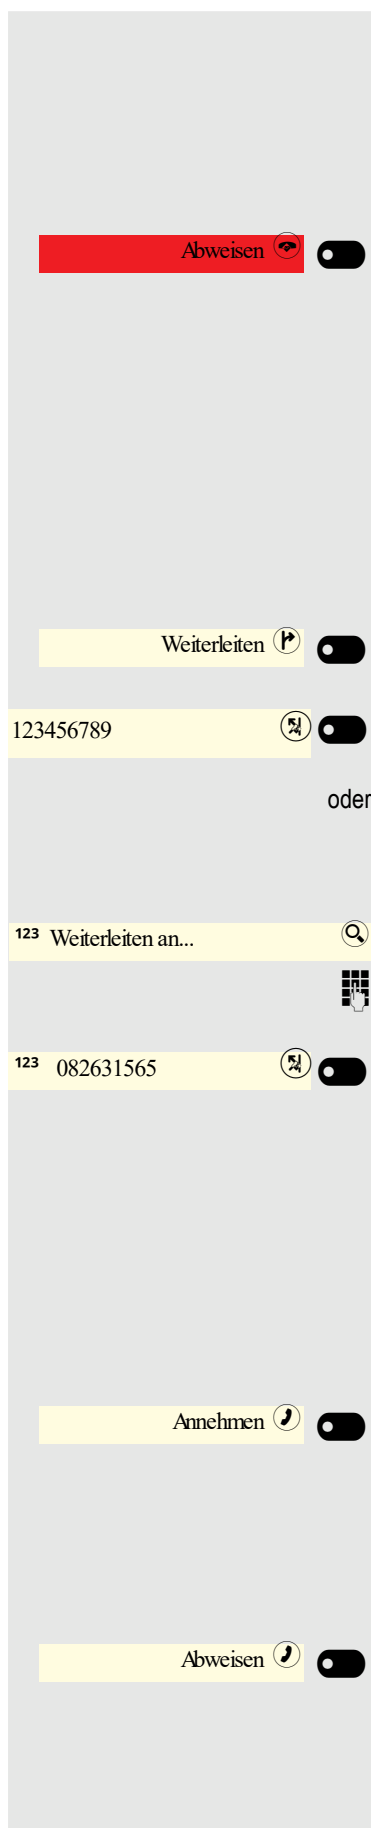 Abweisen
Weiterleiten
123456789
oder
123 Weiterleiten an...
123 082631565
Annehmen
Abweisen